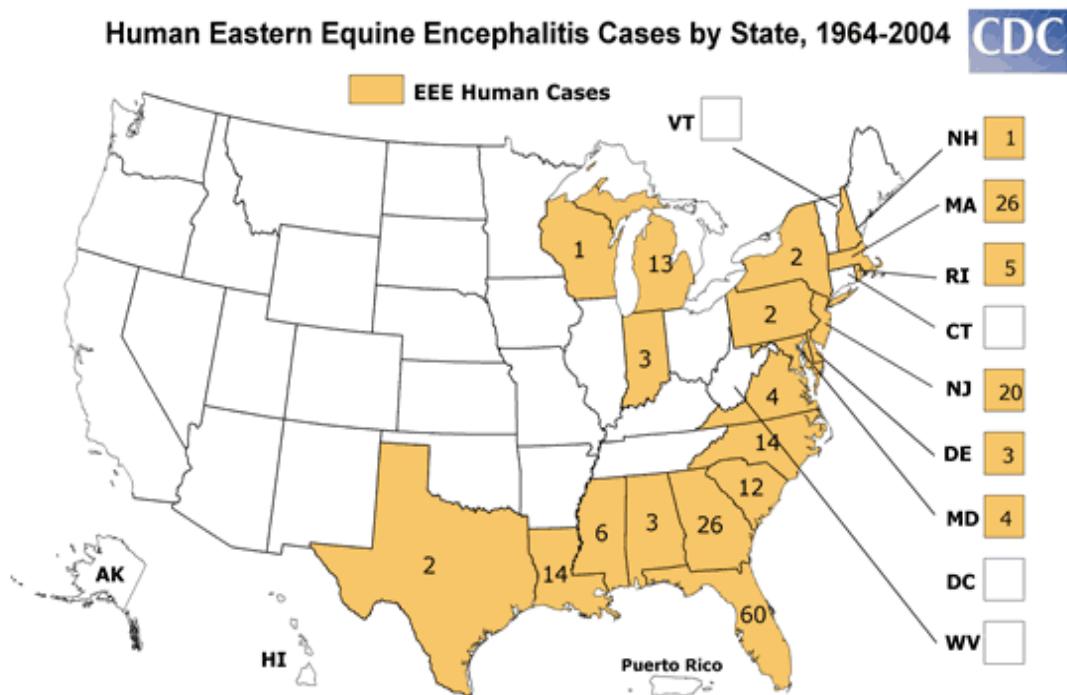 Human Eastern Equine Encephalitis Cases by State, 1964-2004
CDC
EEE Human Cases
VT
NH 1
MA 26
RI 5
CT
NJ 20
DE 3
MD 4
DC
WV
1
13
2
2
3
4
14
12
2
14
6
3
26
60
AK
HI
Puerto Rico